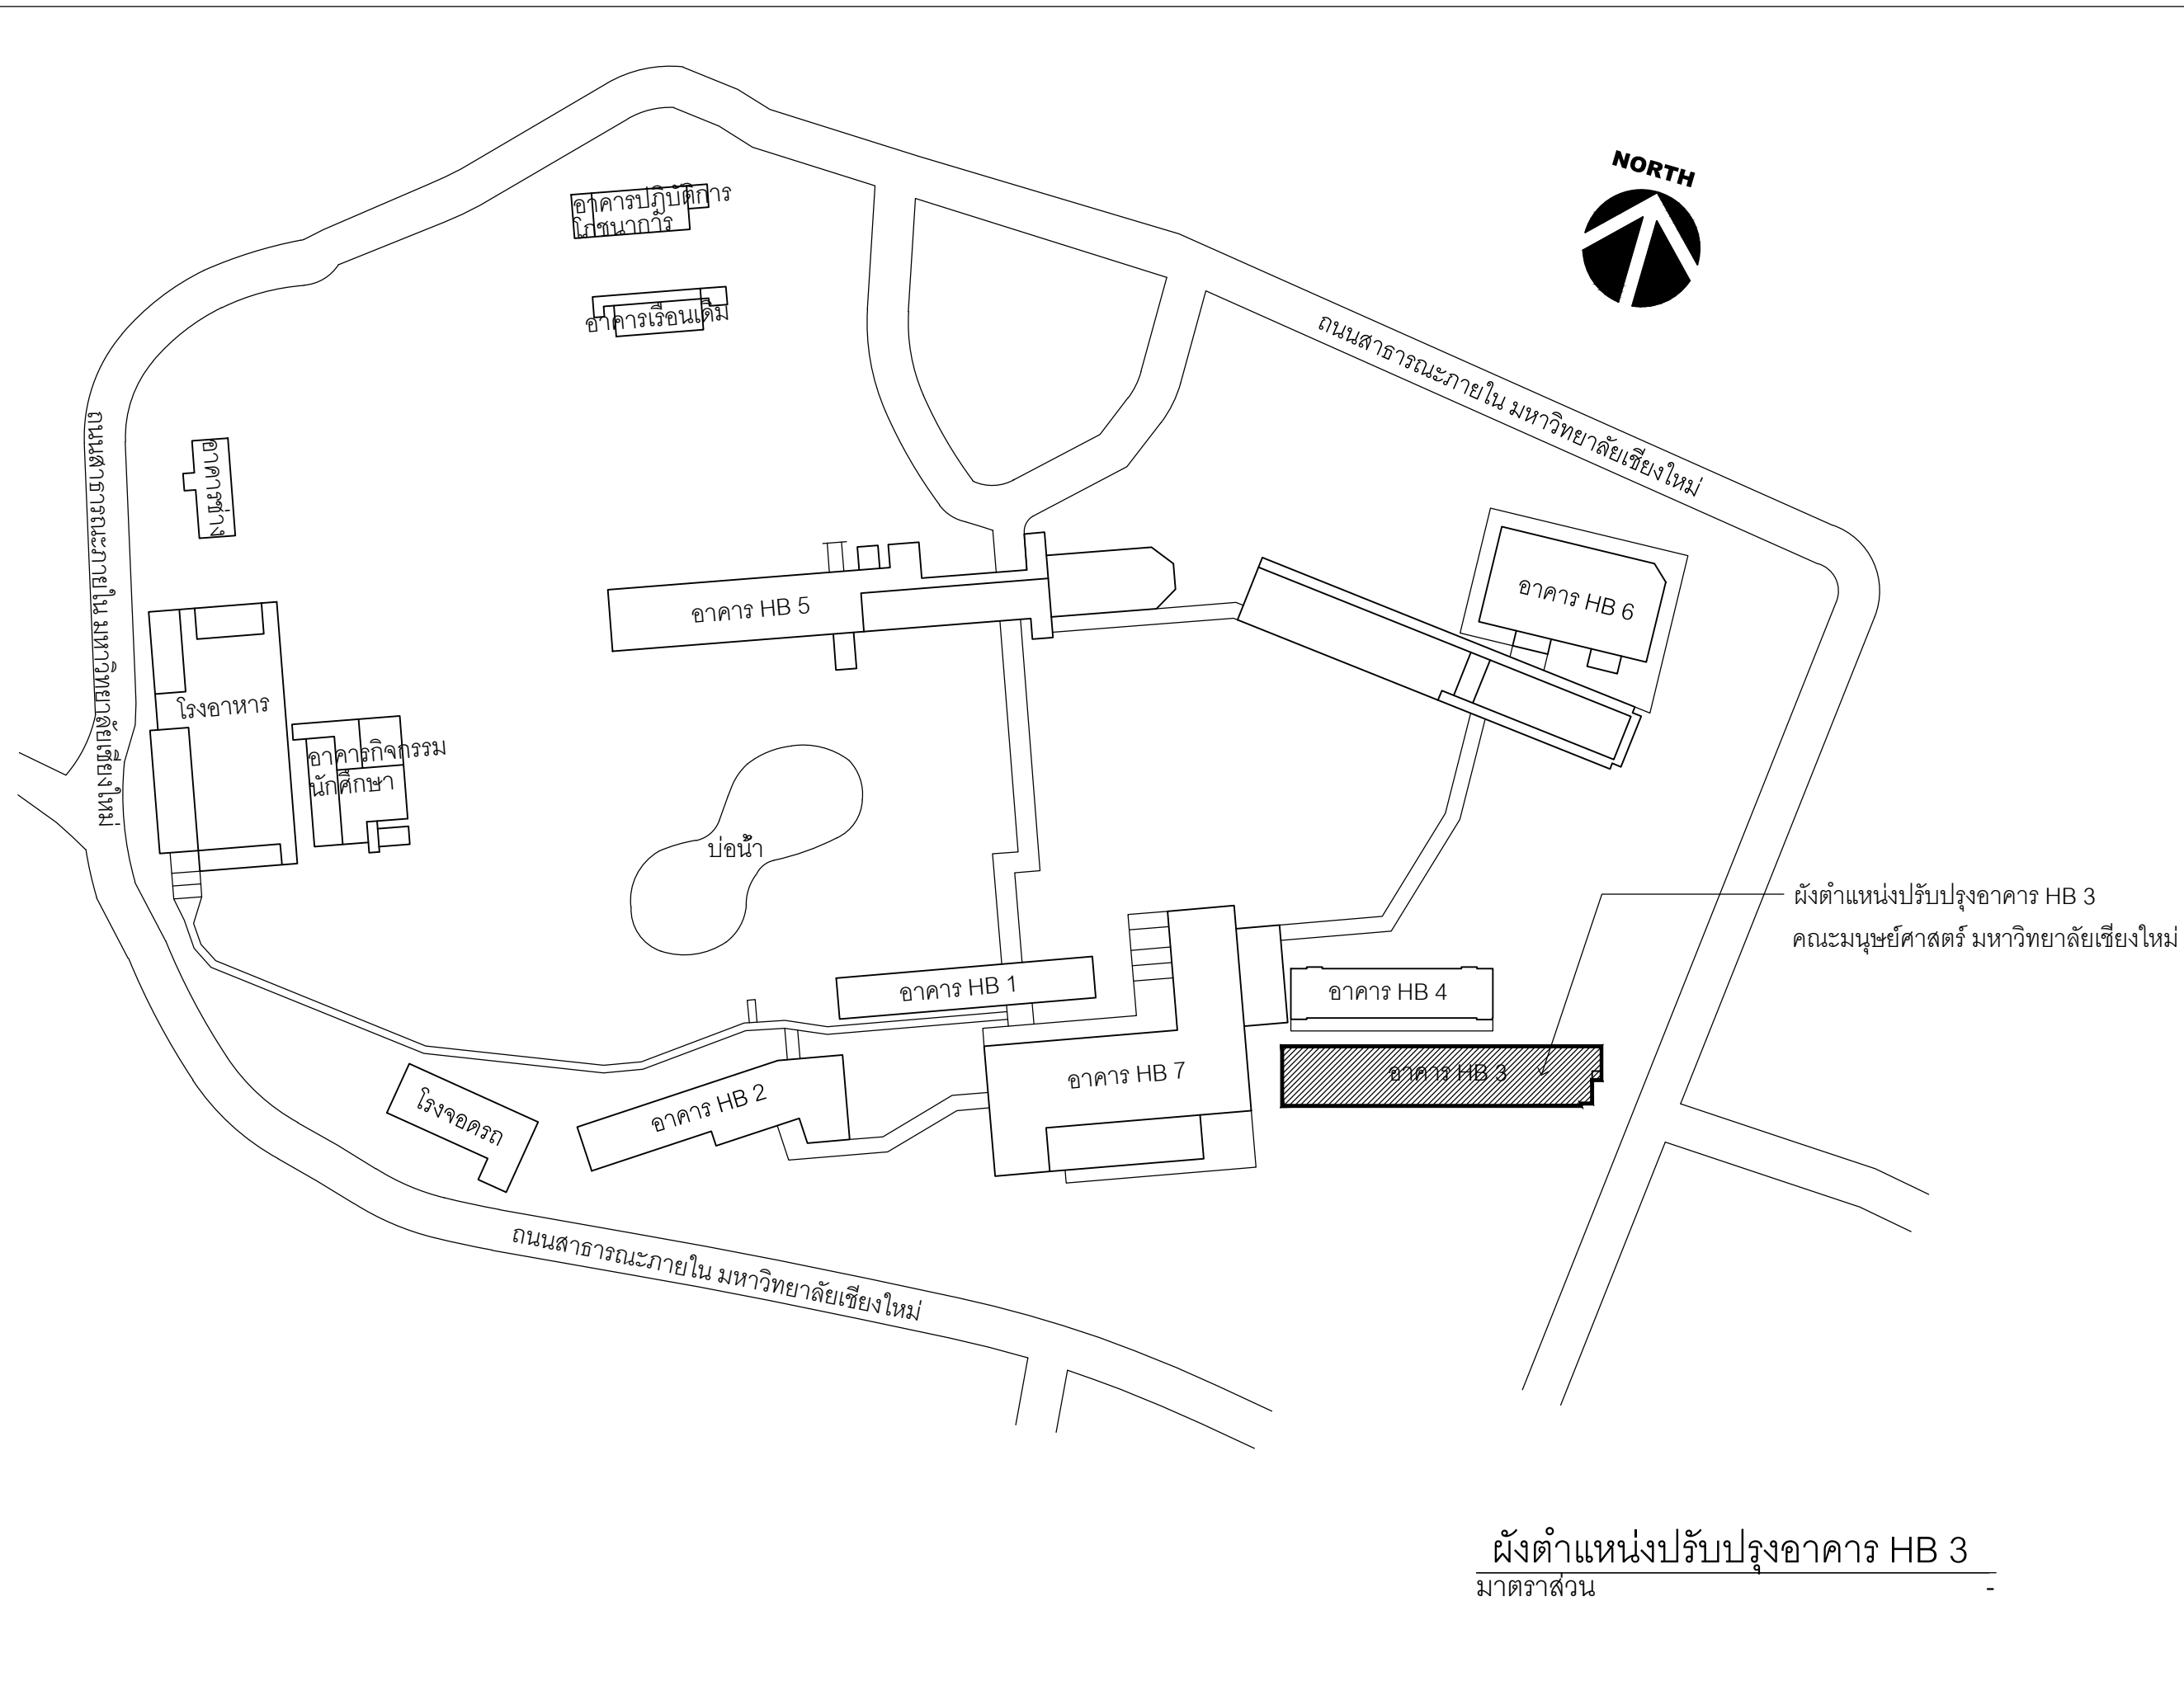 NORTH
อาคารปฏิบัติการ
โภชนาการ
อาคารเรือนเดิม
ถนนสาธารณะภายใน มหาวิทยาลัยเชียงใหม่
ถนนสาธารณะภายใน มหาวิทยาลัยเชียงใหม่
อาคารช่าง
อาคาร HB 5
อาคาร HB 6
โรงอาหาร
อาคารกิจกรรม
นักศึกษา
บ่อน้ำ
ผังตำแหน่งปรับปรุงอาคาร HB 3
คณะมนุษย์ศาสตร์ มหาวิทยาลัยเชียงใหม่
อาคาร HB 1
อาคาร HB 4
อาคาร HB 7
อาคาร HB 3
อาคาร HB 2
โรงจอดรถ
ถนนสาธารณะภายใน มหาวิทยาลัยเชียงใหม่
ผังตำแหน่งปรับปรุงอาคาร HB 3
มาตราส่วน -